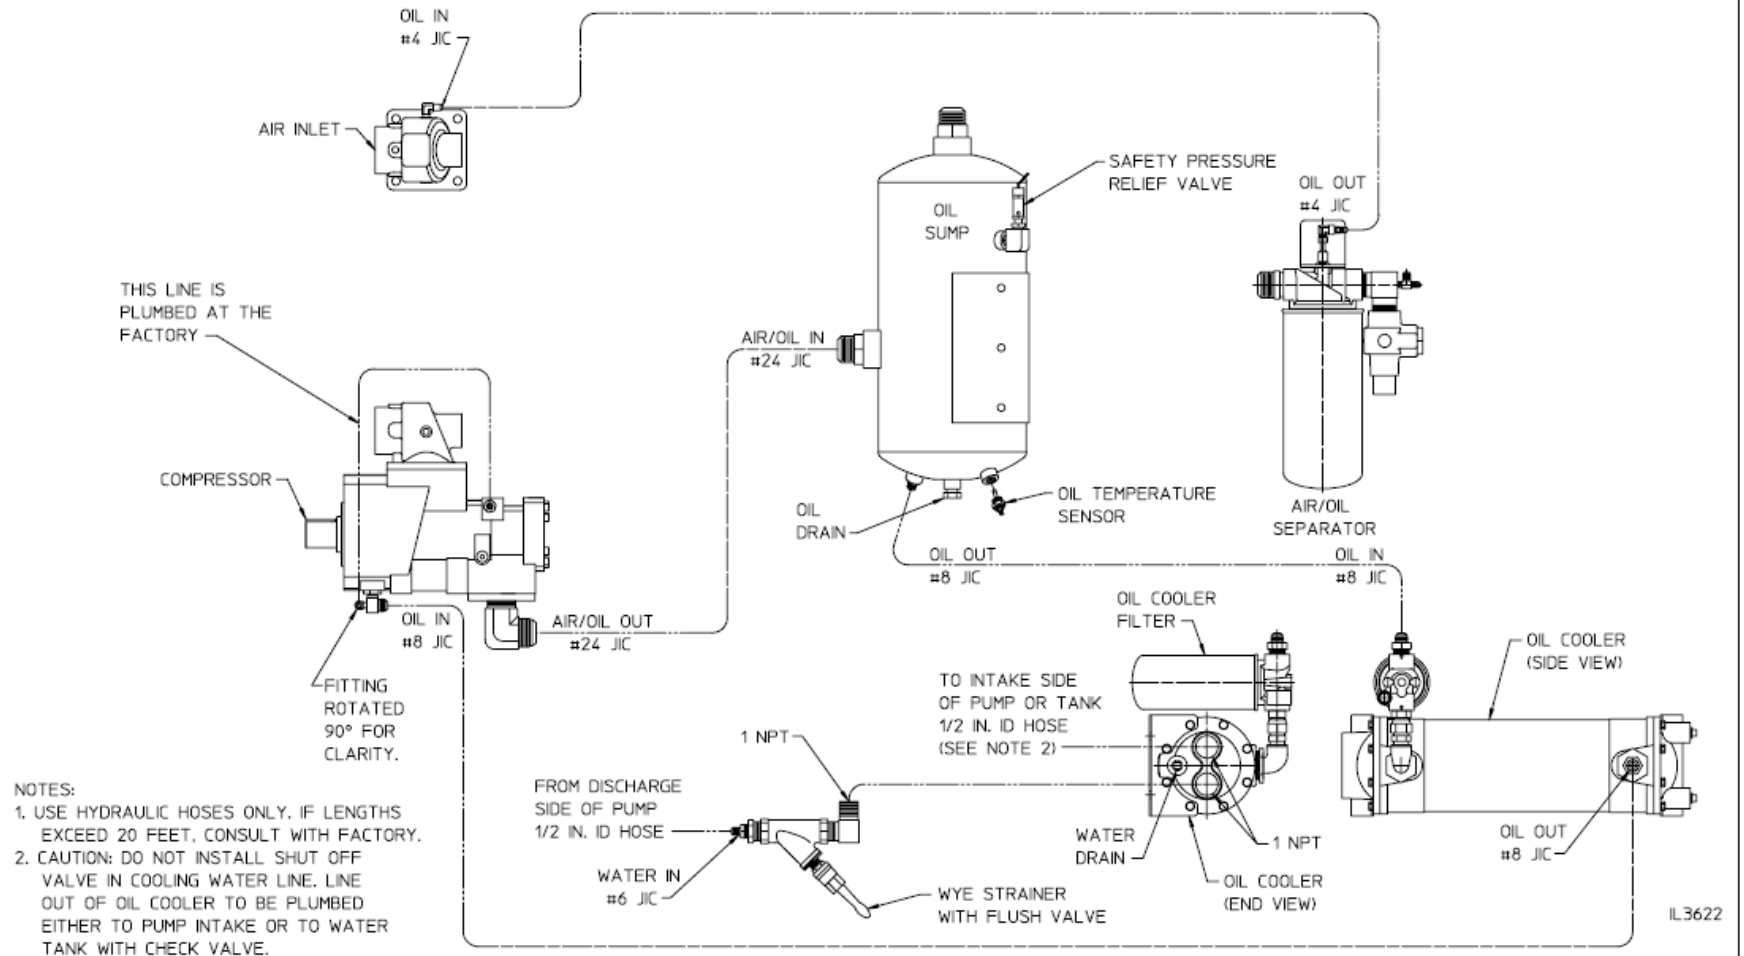 OIL IN
#4 JIC
AIR INLET
SAFETY PRESSURE
RELIEF VALVE
OIL
SUMP
OIL OUT
#4 JIC
THIS LINE IS
PLUMBED AT THE
FACTORY
AIR/OIL IN
#24 JIC
COMPRESSOR
OIL
DRAIN
OIL TEMPERATURE
SENSOR
AIR/OIL
SEPARATOR
OIL OUT
#8 JIC
OIL IN
#8 JIC
OIL IN
#8 JIC
AIR/OIL OUT
#24 JIC
OIL COOLER
FILTER
OIL COOLER
(SIDE VIEW)
FITTING
ROTATED
90° FOR
CLARITY.
TO INTAKE SIDE
OF PUMP OR TANK
1/2 IN. ID HOSE
(SEE NOTE 2)
1 NPT
FROM DISCHARGE
SIDE OF PUMP
1/2 IN. ID HOSE
WATER IN
#6 JIC
WATER
DRAIN
1 NPT
OIL OUT
#8 JIC
WYE STRAINER
WITH FLUSH VALVE
OIL COOLER
(END VIEW)
NOTES:
1. USE HYDRAULIC HOSES ONLY. IF LENGTHS
EXCEED 20 FEET, CONSULT WITH FACTORY.
2. CAUTION: DO NOT INSTALL SHUT OFF
VALVE IN COOLING WATER LINE. LINE
OUT OF OIL COOLER TO BE PLUMBED
EITHER TO PUMP INTAKE OR TO WATER
TANK WITH CHECK VALVE.
IL3622